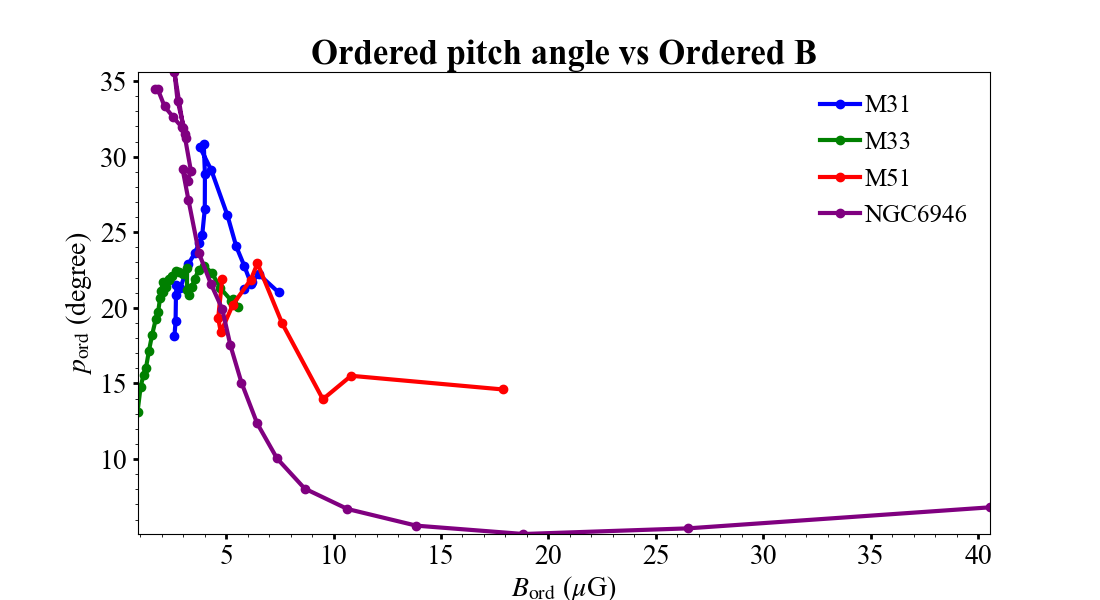 Ordered pitch angle vs Ordered B
M31
M33
M51
NGC6946
35
30
25
20
15
10
p_ord (degree)
5 10 15 20 25 30 35 40
B_ord (μG)